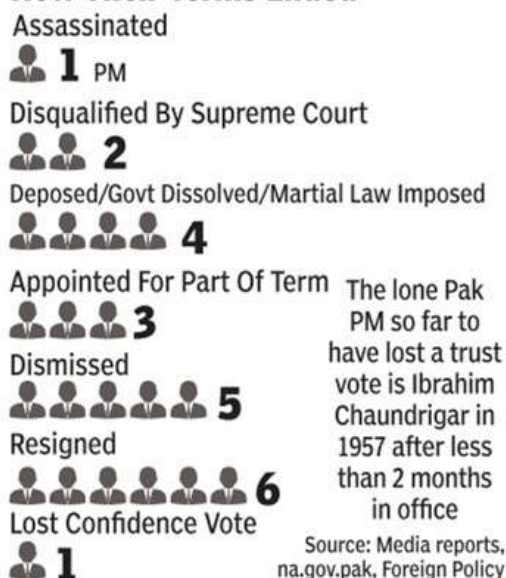 Assassinated
1 PM
Disqualified By Supreme Court
2
Deposed/Govt Dissolved/Martial Law Imposed
4
Appointed For Part Of Term
3
Dismissed
5
Resigned
6
Lost Confidence Vote
1
The lone Pak
PM so far to
have lost a trust
vote is Ibrahim
Chaundrigar in
1957 after less
than 2 months
in office
Source: Media reports,
na.gov.pak, Foreign Policy